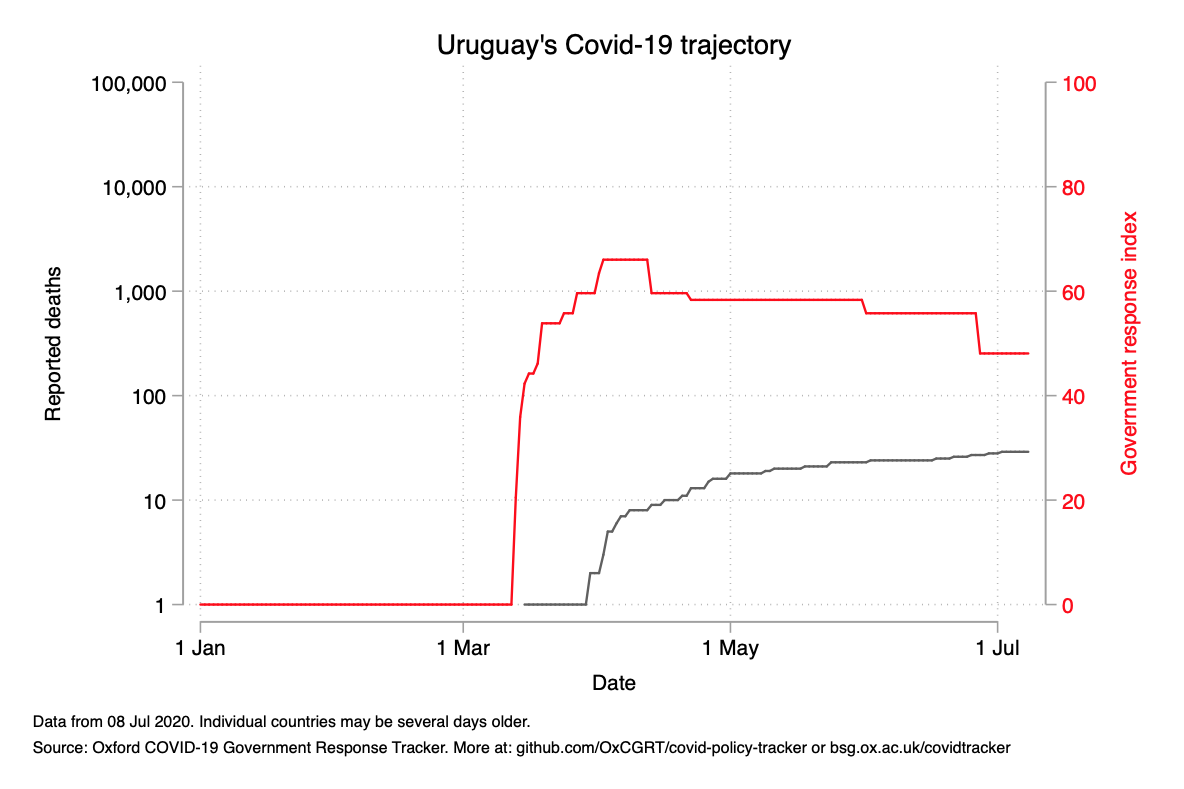 Uruguay's Covid-19 trajectory
100,000
10,000
1,000
100
10
1
Reported deaths
100
80
60
40
20
0
Government response index
1 Jan
1 Mar
1 May
1 Jul
Date
Data from 08 Jul 2020. Individual countries may be several days older.
Source: Oxford COVID-19 Government Response Tracker. More at: github.com/OxCGRT/covid-policy-tracker or bsg.ox.ac.uk/covidtracker